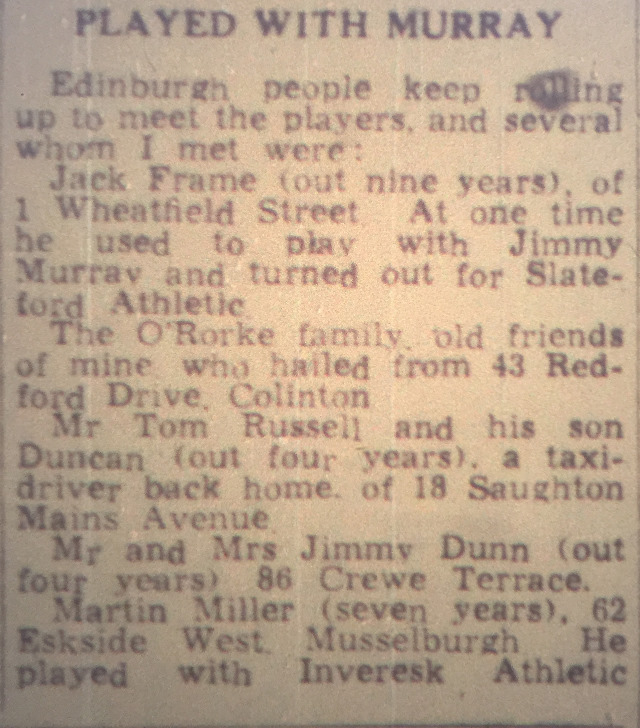 PLAYED WITH MURRAY
Edinburgh people keep rolling
up to meet the players, and several
whom I met were:
Jack Frame (out nine years), of
1 Wheatfield Street At one time
he used to play with Jimmy
Murray and turned out for Slate-
ford Athletic
The O'Rorke family, old friends
of mine who hailed from 43 Red-
ford Drive, Colinton
Mr Tom Russell and his son
Duncan (out four years), a taxi-
driver back home, of 18 Saughton
Mains Avenue
Mr and Mrs Jimmy Dunn (out
four years) 86 Crewe Terrace.
Martin Miller (seven years), 62
Eskside West, Musselburgh He
played with Inveresk Athletic